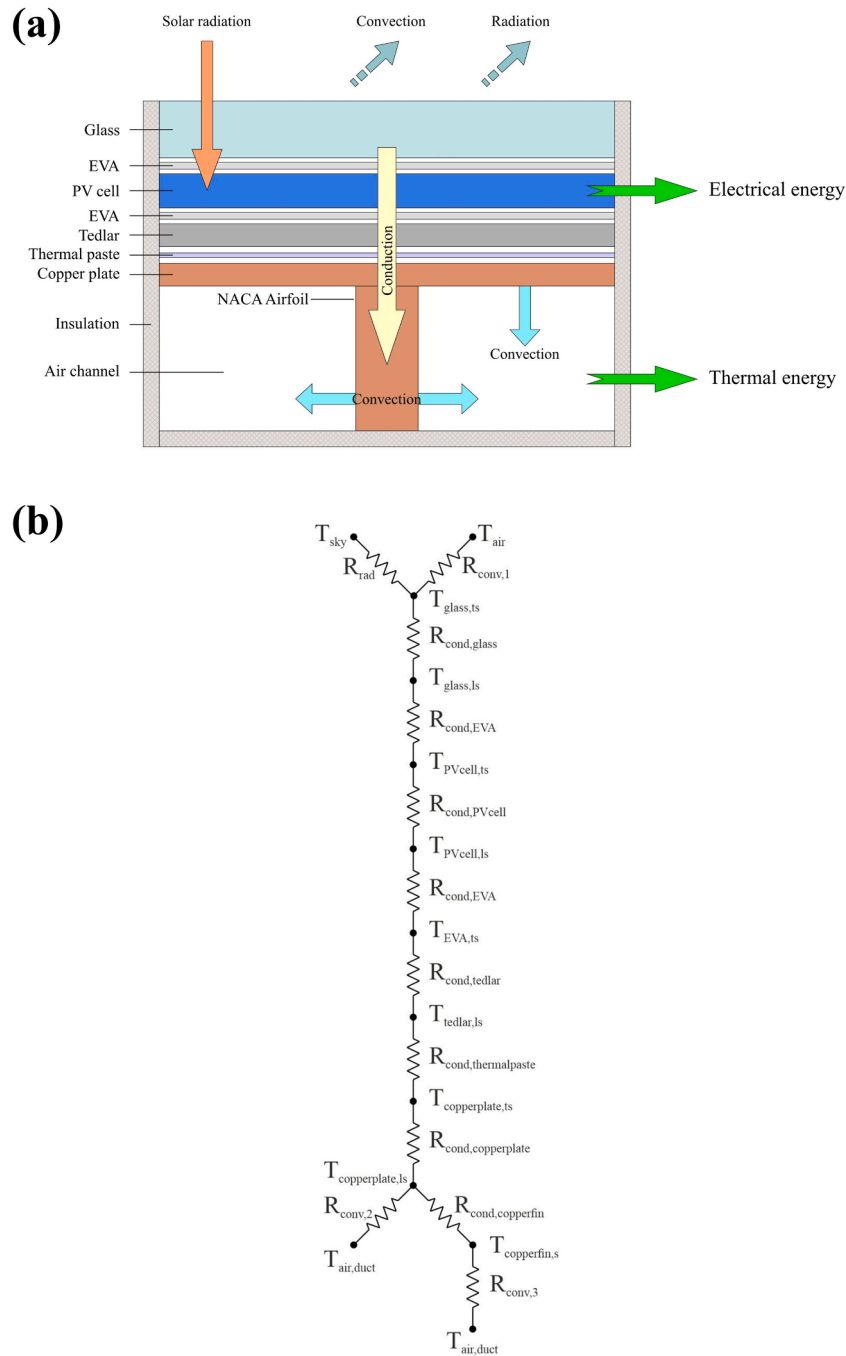 (a)
Solar radiation
Convection
Radiation
Glass
EVA
PV cell
Electrical energy
EVA
Tedlar
Thermal paste
Copper plate
Conduction
NACA Airfoil
Insulation
Convection
Air channel
Thermal energy
Convection
(b)
T_sky
T_air
R_rad
R_conv,1
T_glass,ts
R_cond,glass
T_glass,ls
R_cond,EVA
T_PVcell,ts
R_cond,PVcell
T_PVcell,ls
R_cond,EVA
T_EVA,ts
R_cond,tedlar
T_tedlar,ls
R_cond,thermalpaste
T_copperplate,ts
R_cond,copperplate
T_copperplate,ls
R_conv,2
R_cond,copperfin
T_air,duct
T_copperfin,s
R_conv,3
T_air,duct